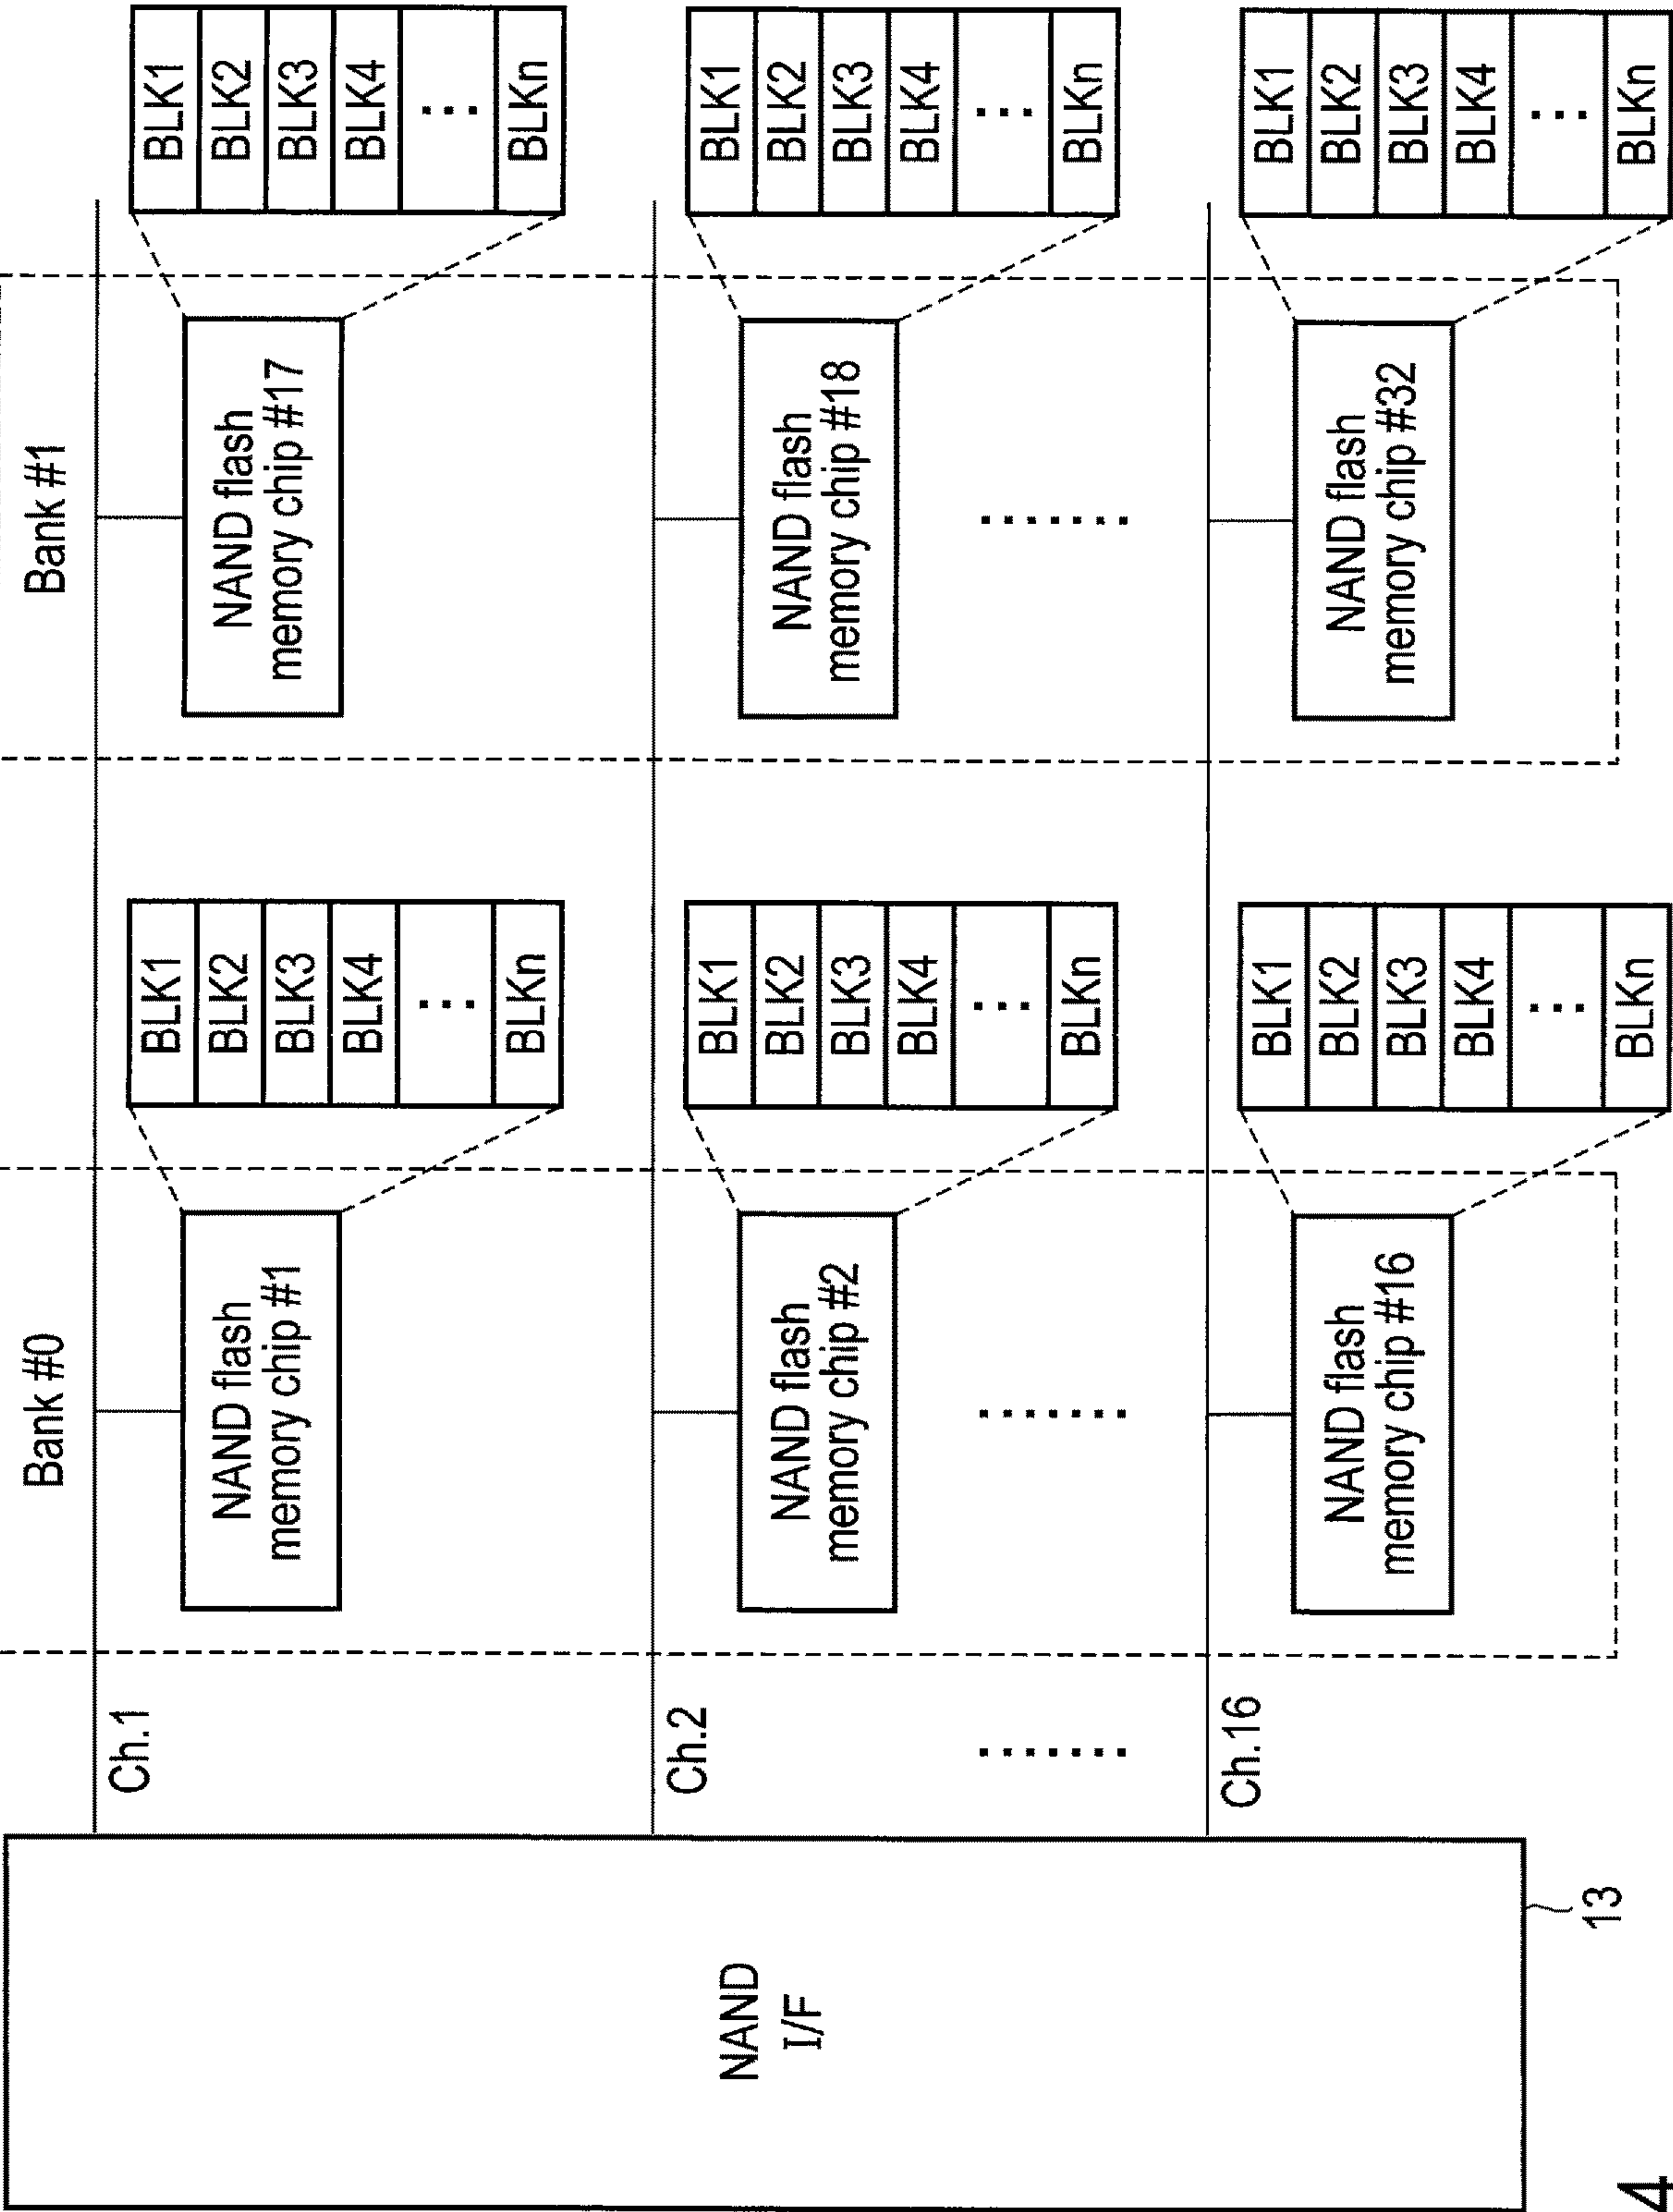 Bank #0
Bank #1
Ch.1
NAND flash
memory chip #1
BLK1
BLK2
BLK3
BLK4
...
BLKn
NAND flash
memory chip #17
BLK1
BLK2
BLK3
BLK4
...
BLKn
Ch.2
NAND flash
memory chip #2
BLK1
BLK2
BLK3
BLK4
...
BLKn
NAND flash
memory chip #18
BLK1
BLK2
BLK3
BLK4
...
BLKn
NAND
I/F
.......
.......
.......
Ch.16
NAND flash
memory chip #16
BLK1
BLK2
BLK3
BLK4
...
BLKn
NAND flash
memory chip #32
BLK1
BLK2
BLK3
BLK4
...
BLKn
13
4